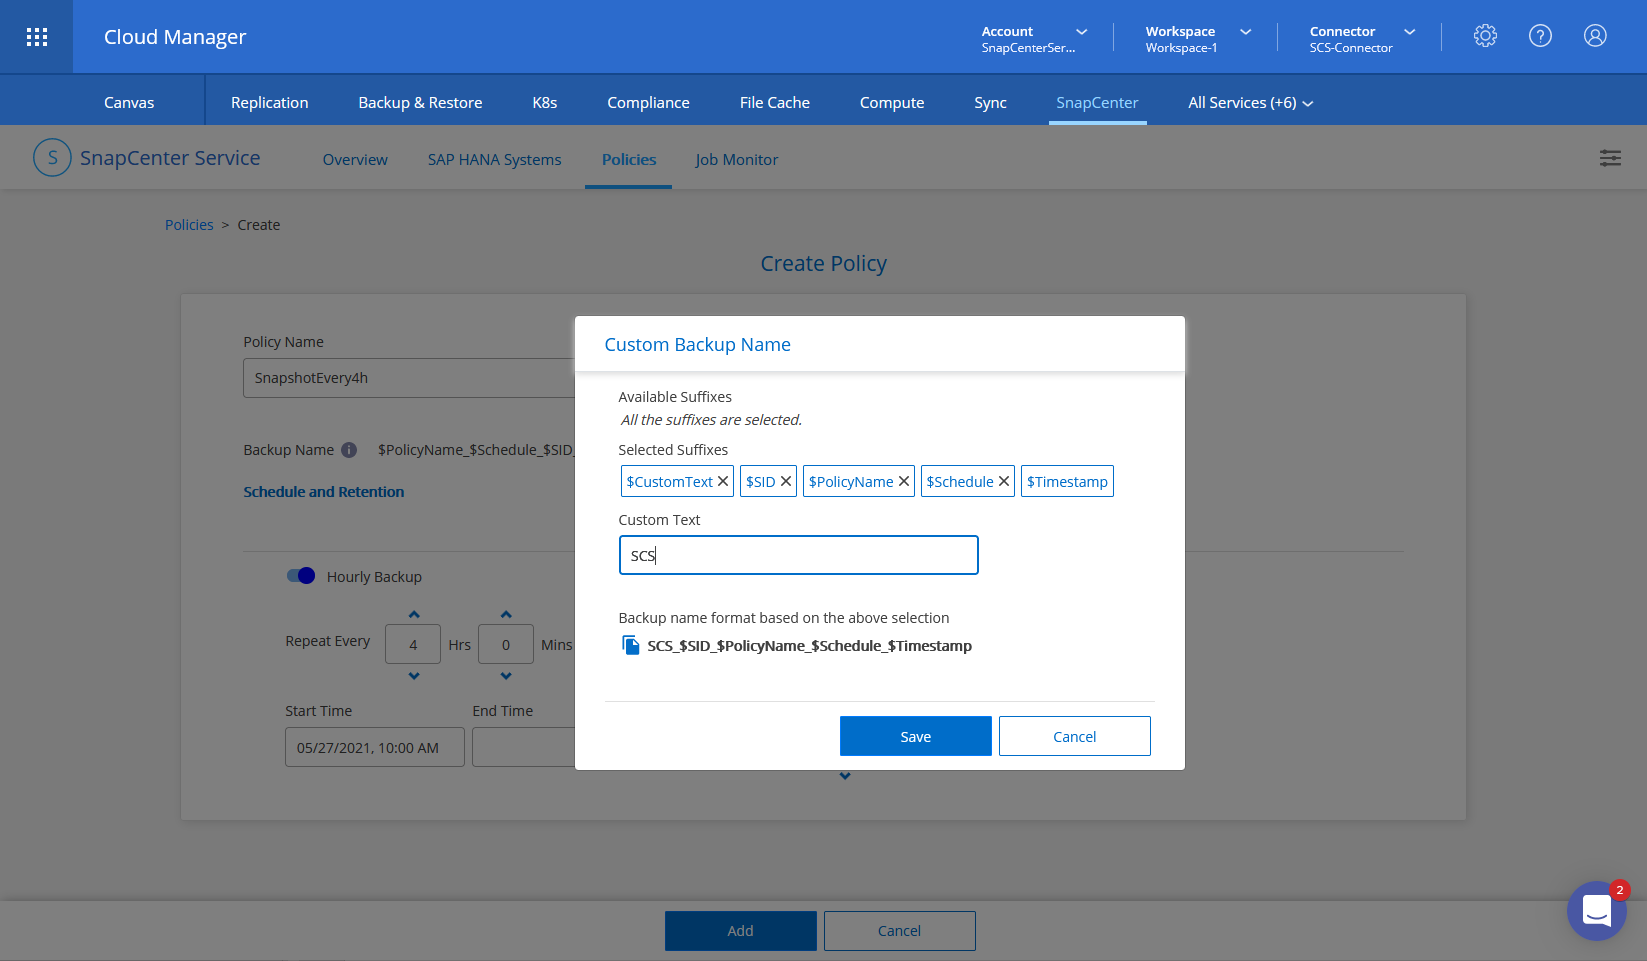 Cloud Manager
Account
SnapCenterSer...
Workspace
Workspace-1
Connector
SCS-Connector
Canvas
Replication
Backup & Restore
K8s
Compliance
File Cache
Compute
Sync
SnapCenter
All Services (+6)
S
SnapCenter Service
Overview
SAP HANA Systems
Policies
Job Monitor
Policies > Create
Create Policy
Policy Name
SnapshotEvery4h
Backup Name
$PolicyName_$Schedule_$SID_
Schedule and Retention
Hourly Backup
Repeat Every
4
Hrs
0
Mins
Start Time
End Time
05/27/2021, 10:00 AM
Custom Backup Name
Available Suffixes
All the suffixes are selected.
Selected Suffixes
$CustomText
$SID
$PolicyName
$Schedule
$Timestamp
Custom Text
SCS
Backup name format based on the above selection
SCS_$SID_$PolicyName_$Schedule_$Timestamp
Save
Cancel
Add
Cancel
2